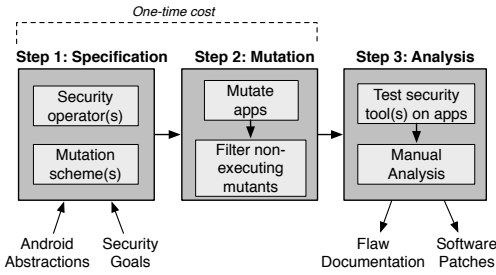 One-time cost
Step 1: Specification
Security
operator(s)
Mutation
scheme(s)
Android
Abstractions
Security
Goals
Step 2: Mutation
Mutate
apps
Filter non-
executing
mutants
Step 3: Analysis
Test security
tool(s) on apps
Manual
Analysis
Flaw
Documentation
Software
Patches